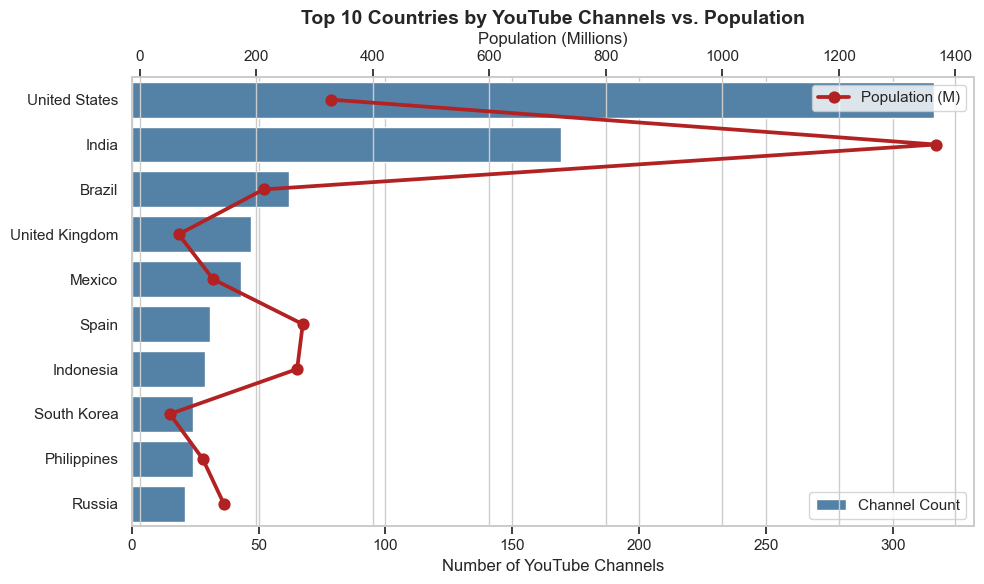 Top 10 Countries by YouTube Channels vs. Population
Population (Millions)
0 200 400 600 800 1000 1200 1400
Population (M)
United States
India
Brazil
United Kingdom
Mexico
Spain
Indonesia
South Korea
Philippines
Russia
Channel Count
0 50 100 150 200 250 300
Number of YouTube Channels